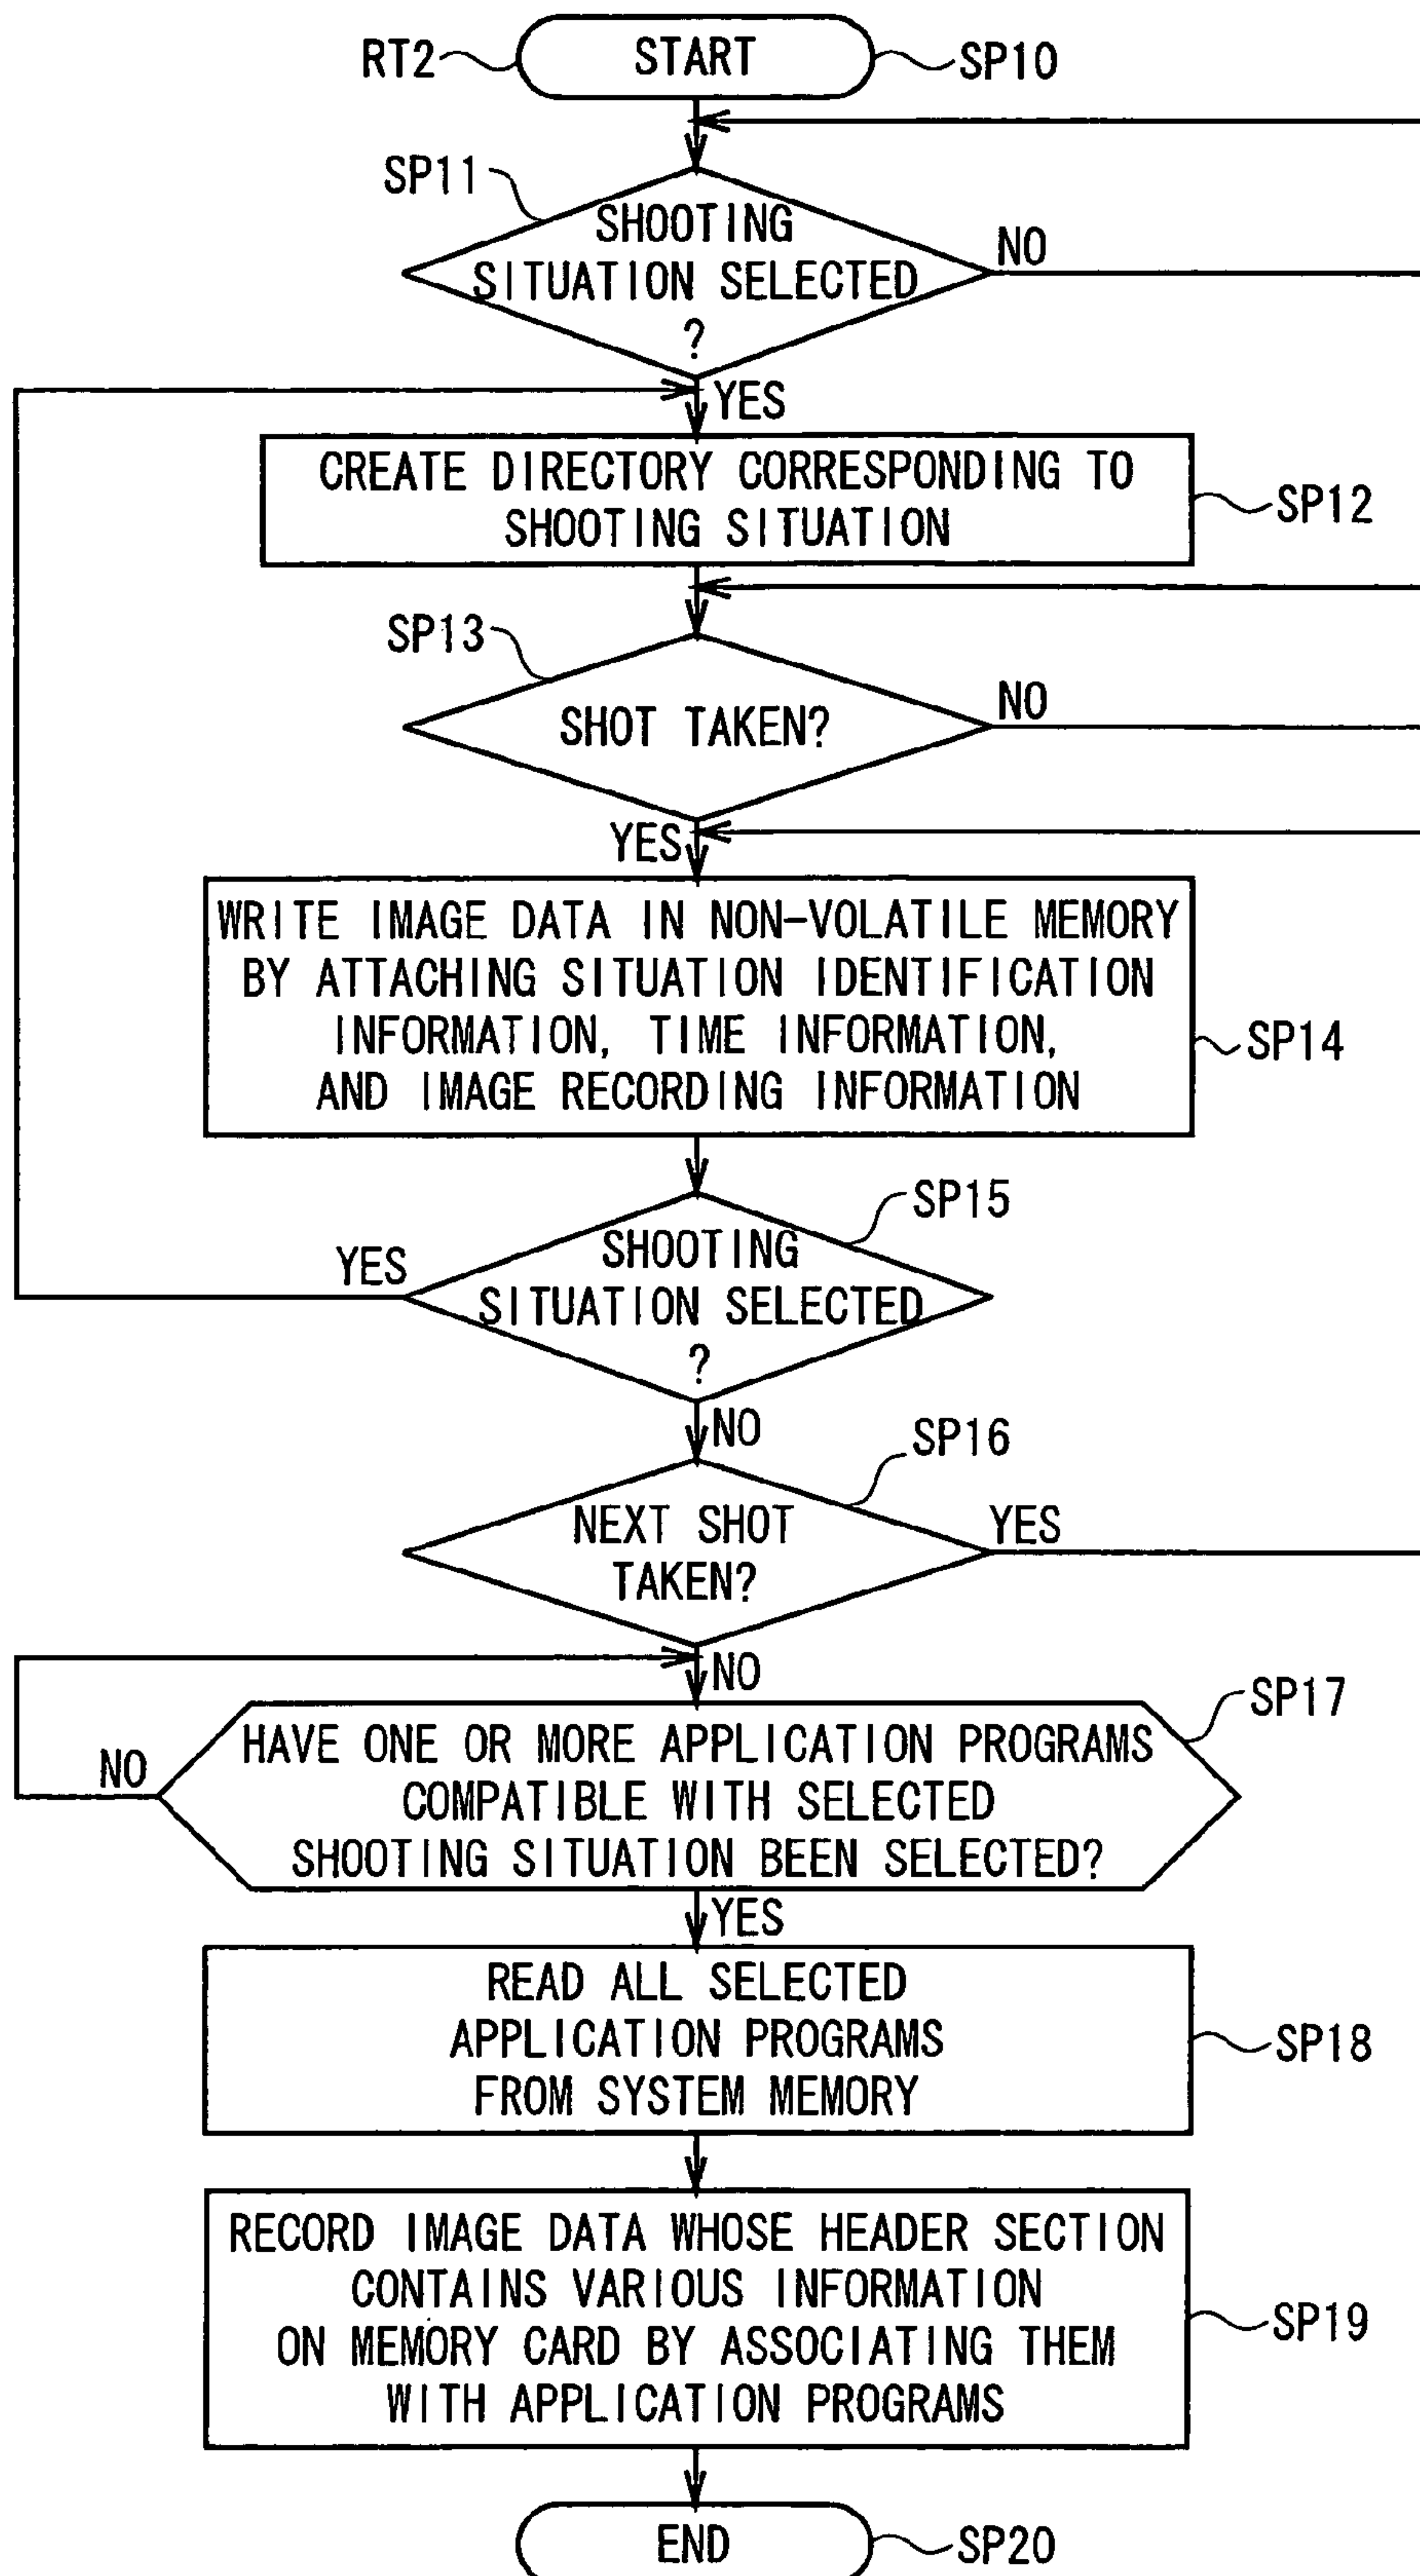 RT2 START SP10
SP11
SHOOTING
SITUATION SELECTED
?
NO
YES
CREATE DIRECTORY CORRESPONDING TO
SHOOTING SITUATION
SP12
SP13
SHOT TAKEN?
NO
YES
WRITE IMAGE DATA IN NON-VOLATILE MEMORY
BY ATTACHING SITUATION IDENTIFICATION
INFORMATION, TIME INFORMATION,
AND IMAGE RECORDING INFORMATION
SP14
SP15
SHOOTING
SITUATION SELECTED
?
YES
NO
SP16
NEXT SHOT
TAKEN?
YES
NO
SP17
HAVE ONE OR MORE APPLICATION PROGRAMS
COMPATIBLE WITH SELECTED
SHOOTING SITUATION BEEN SELECTED?
NO
YES
READ ALL SELECTED
APPLICATION PROGRAMS
FROM SYSTEM MEMORY
SP18
RECORD IMAGE DATA WHOSE HEADER SECTION
CONTAINS VARIOUS INFORMATION
ON MEMORY CARD BY ASSOCIATING THEM
WITH APPLICATION PROGRAMS
SP19
END SP20